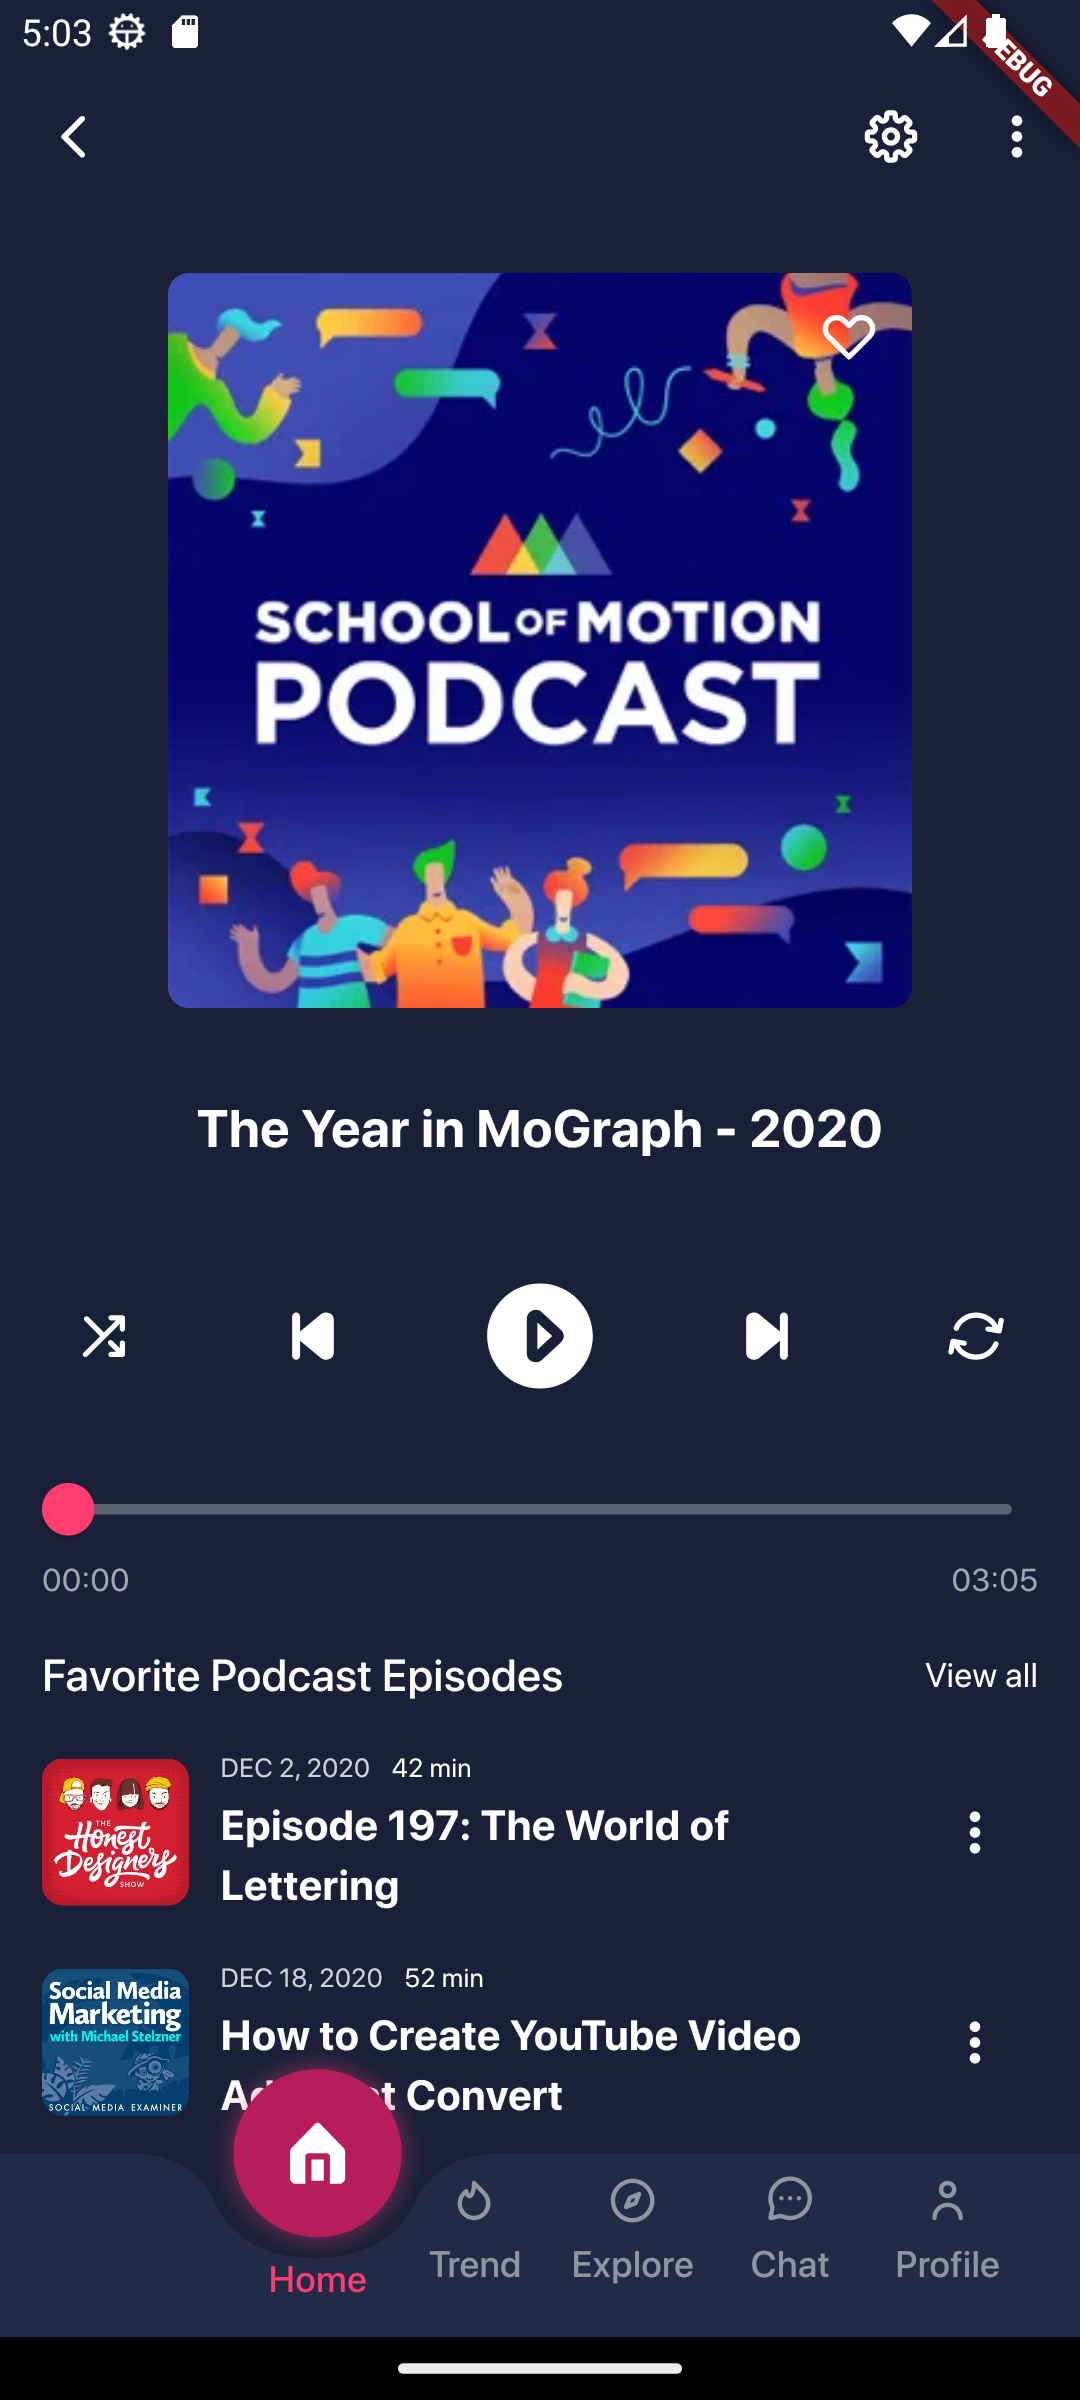 5:03
EBUG
SCHOOL OF MOTION
PODCAST
The Year in MoGraph - 2020
00:00
03:05
Favorite Podcast Episodes
View all
DEC 2, 2020 42 min
Episode 197: The World of
Lettering
THE
Honest
Designers
SHOW
DEC 18, 2020 52 min
How to Create YouTube Video
Convert
Social Media
Marketing
with Michael Stelzner
SOCIAL MEDIA EXAMINER
Home
Trend
Explore
Chat
Profile